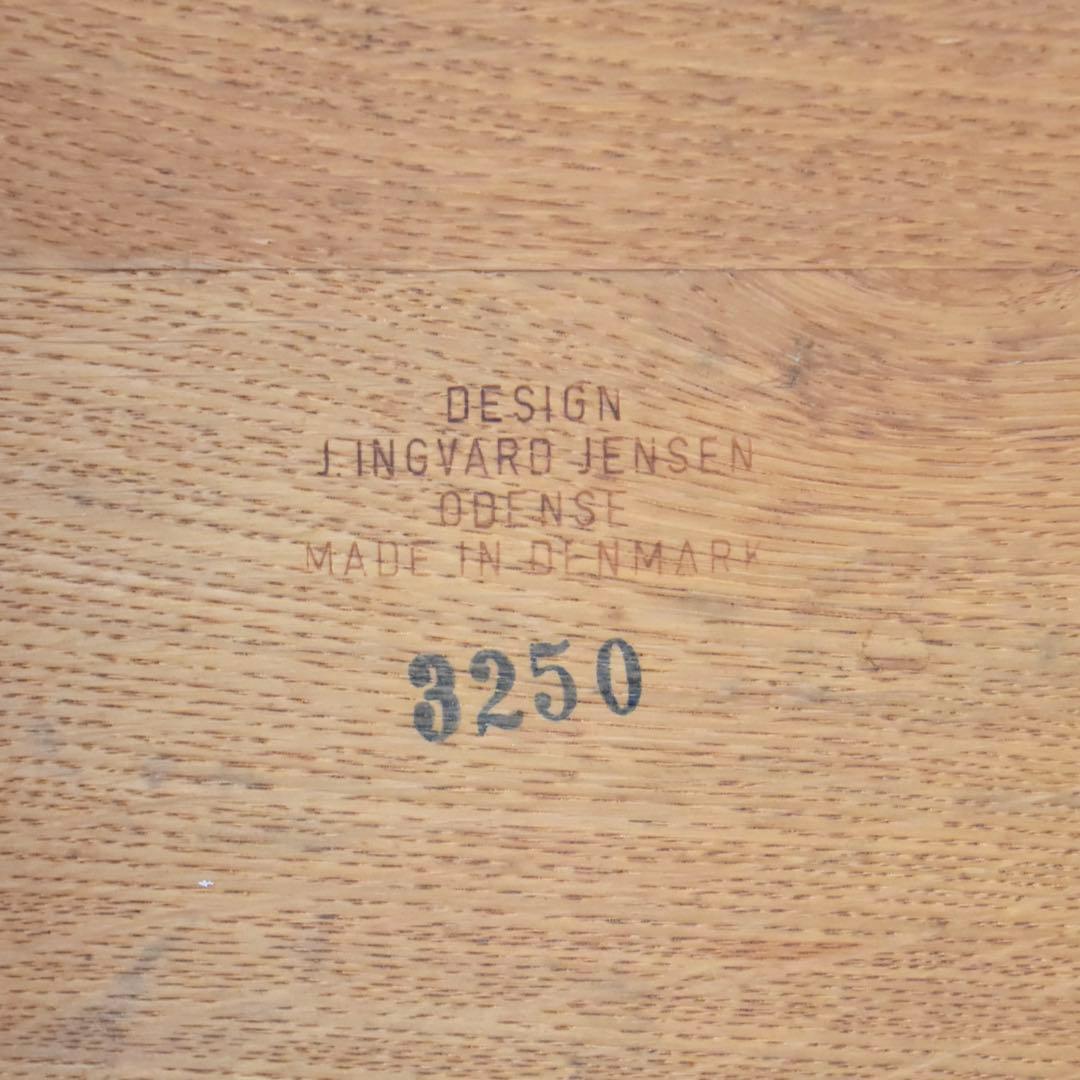 DESIGN
J. INGVARD JENSEN
ODENSE
MADE IN DENMARK
3250